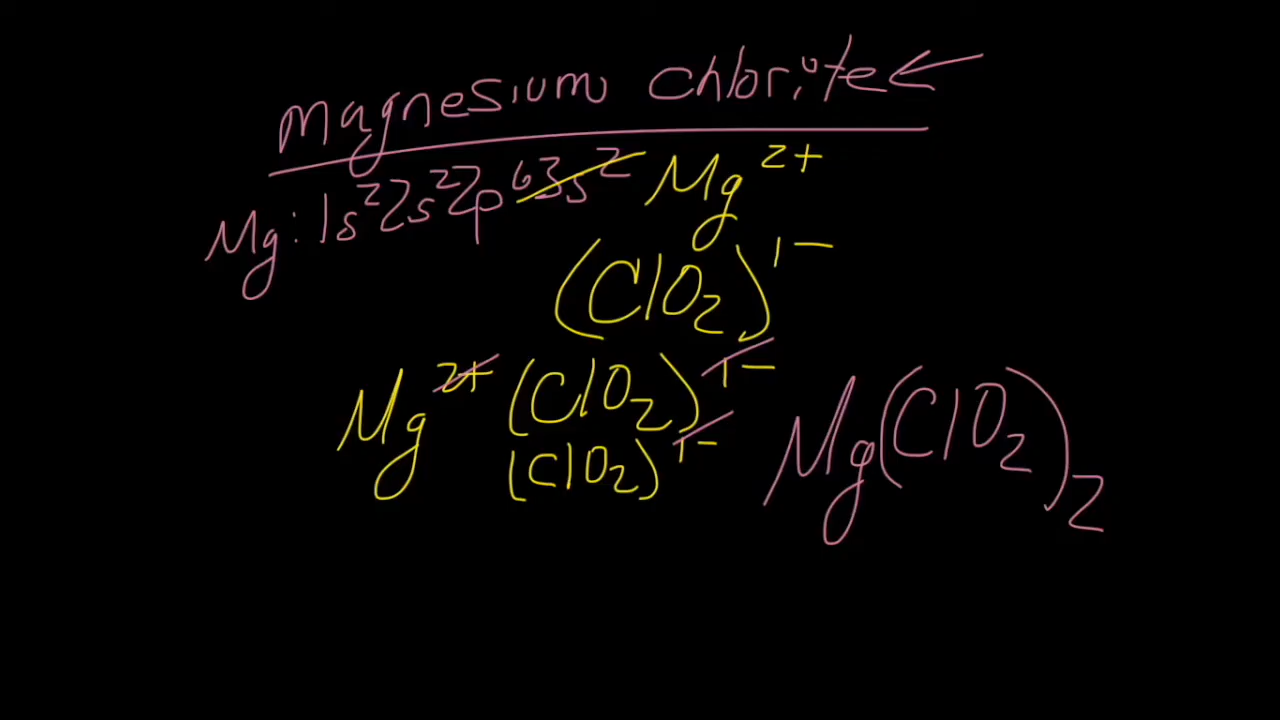 Magnesium Chlorite
Mg: 1s²2s²2p⁶3s² Mg²⁺
(ClO₂)¹⁻
Mg²⁺ (ClO₂)¹⁻
(ClO₂)¹⁻
Mg(ClO₂)₂